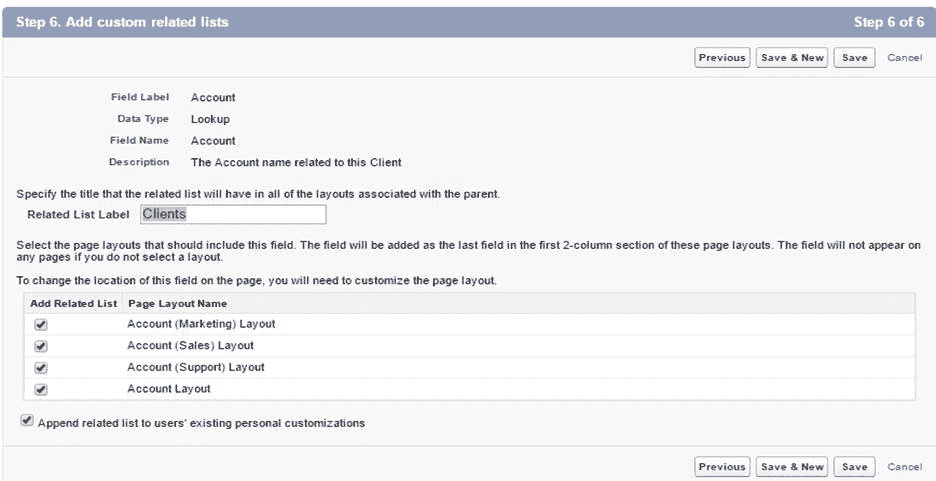 Step 6. Add custom related lists Step 6 of 6
Previous Save & New Save Cancel
Field Label Account
Data Type Lookup
Field Name Account
Description The Account name related to this Client
Specify the title that the related list will have in all of the layouts associated with the parent.
Related List Label Clients
Select the page layouts that should include this field. The field will be added as the last field in the first 2-column section of these page layouts. The field will not appear on
any pages if you do not select a layout.
To change the location of this field on the page, you will need to customize the page layout.
Add Related List Page Layout Name
Account (Marketing) Layout
Account (Sales) Layout
Account (Support) Layout
Account Layout
Append related list to users' existing personal customizations
Previous Save & New Save Cancel